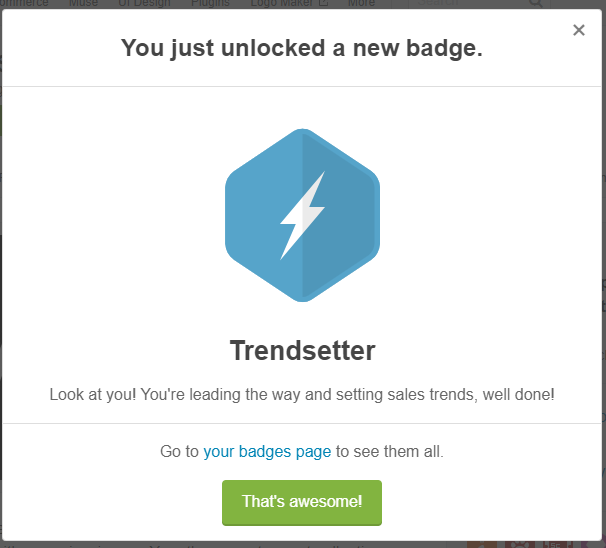 ommerce Muse UI Design Plugins Logo Maker More Search
You just unlocked a new badge.
Trendsetter
Look at you! You're leading the way and setting sales trends, well done!
Go to your badges page to see them all.
That's awesome!